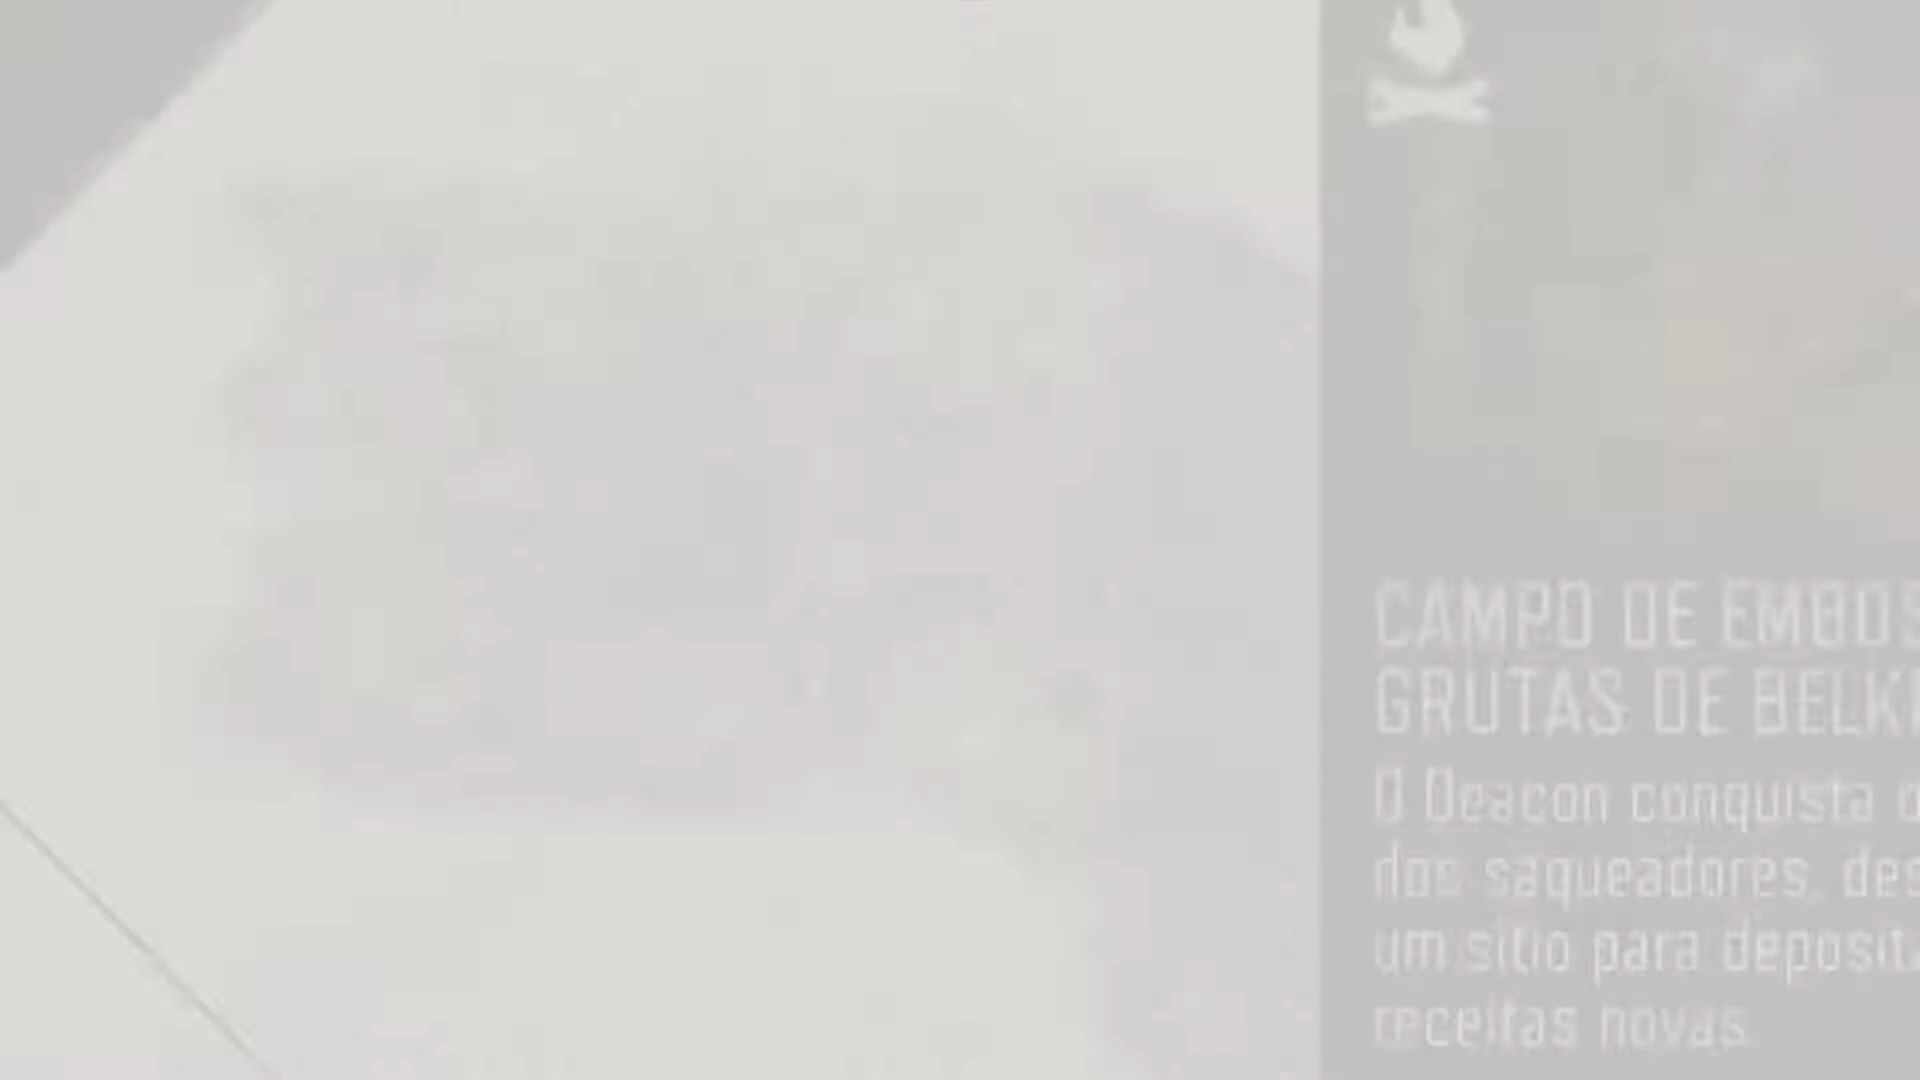 CAMPO DE EMBOS
GRUTAS DE BELK
O Deacon conquista o
dos saqueadores, des
um sítio para deposit
receitas novas.